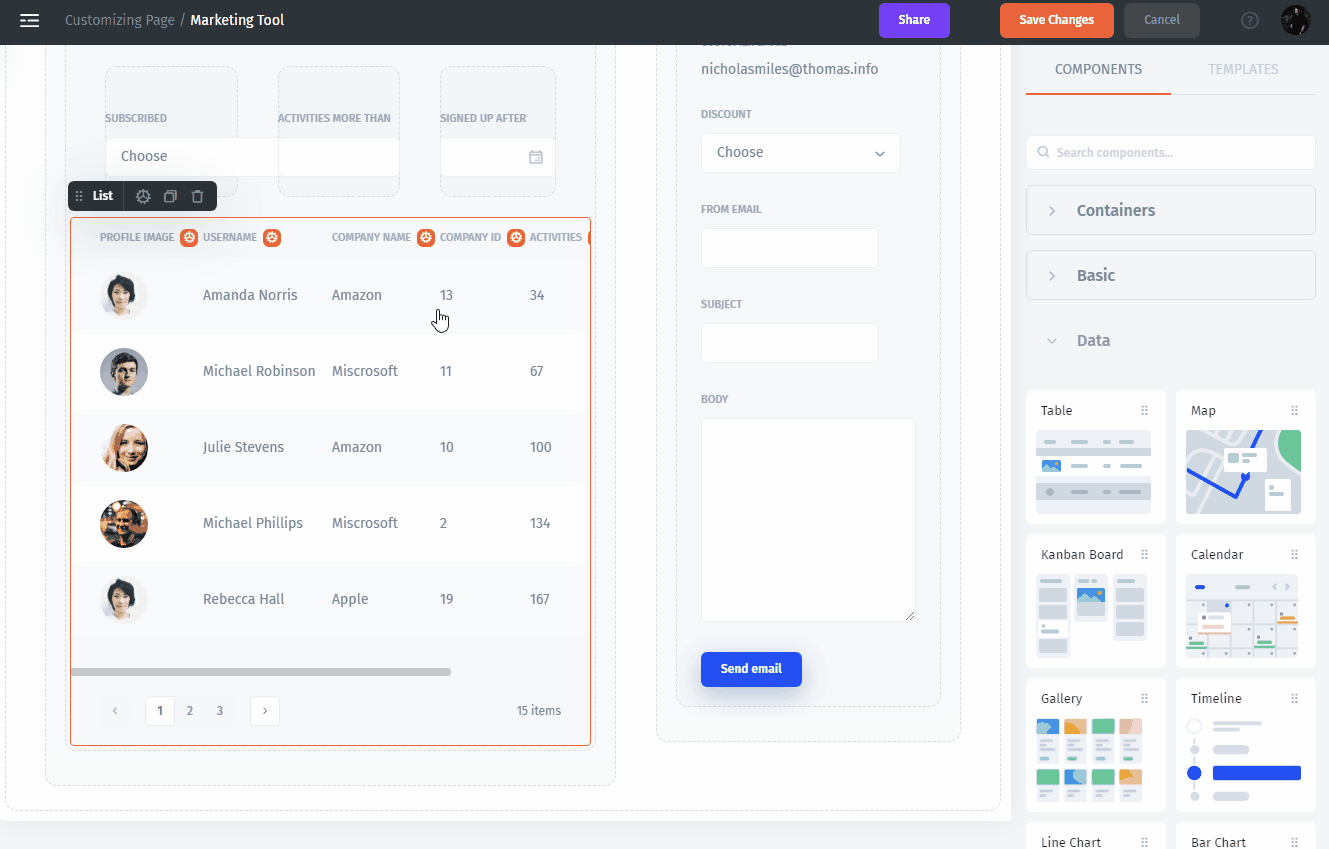 Customizing Page / Marketing Tool
Share
Save Changes
Cancel
?
SUBSCRIBED
ACTIVITIES MORE THAN
SIGNED UP AFTER
Choose
List
PROFILE IMAGE
USERNAME
COMPANY NAME
COMPANY ID
ACTIVITIES
Amanda Norris Amazon 13 34
Michael Robinson Miscrosoft 11 67
Julie Stevens Amazon 10 100
Michael Phillips Miscrosoft 2 134
Rebecca Hall Apple 19 167
1 2 3
15 items
nicholasmiles@thomas.info
DISCOUNT
Choose
FROM EMAIL
SUBJECT
BODY
Send email
COMPONENTS
TEMPLATES
Search components...
Containers
Basic
Data
Table
Map
Kanban Board
Calendar
Gallery
Timeline
Line Chart
Bar Chart